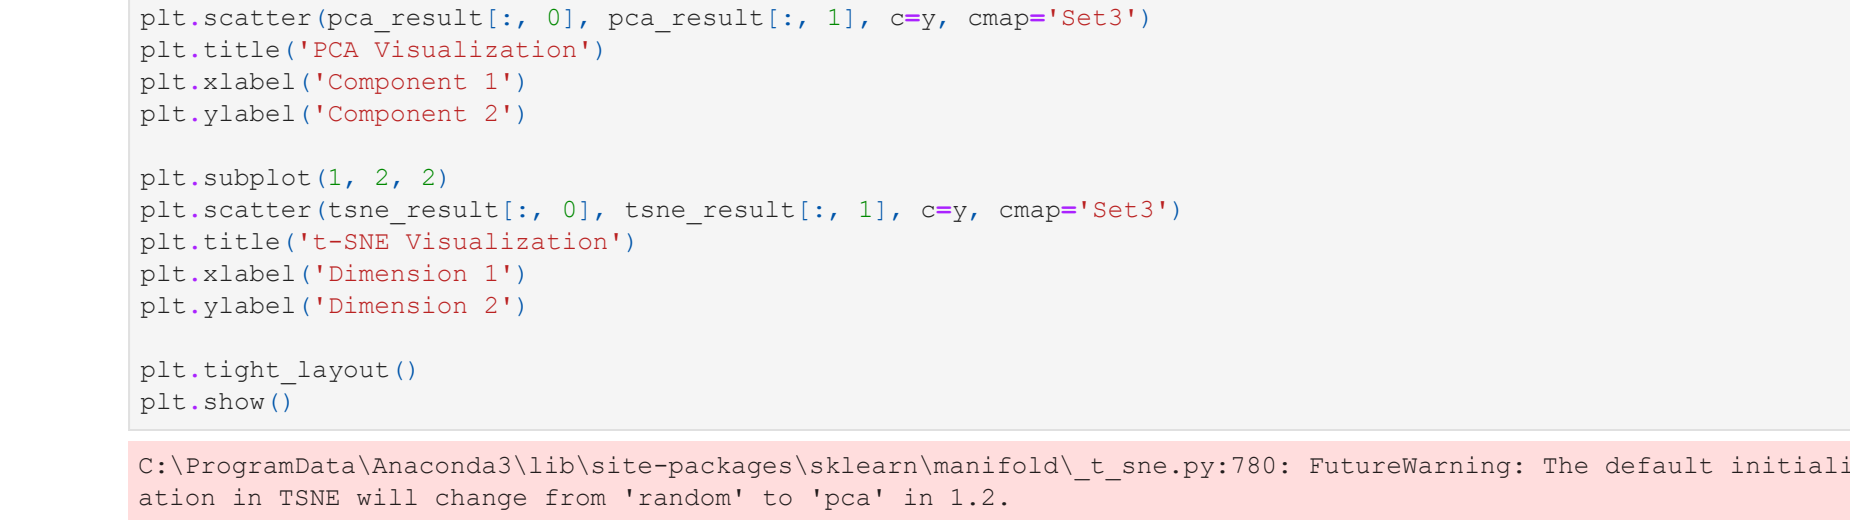 plt.scatter(pca_result[:, 0], pca_result[:, 1], c=y, cmap='Set3')
plt.title('PCA Visualization')
plt.xlabel('Component 1')
plt.ylabel('Component 2')
plt.subplot(1, 2, 2)
plt.scatter(tsne_result[:, 0], tsne_result[:, 1], c=y, cmap='Set3')
plt.title('t-SNE Visualization')
plt.xlabel('Dimension 1')
plt.ylabel('Dimension 2')
plt.tight_layout()
plt.show()
C:\ProgramData\Anaconda3\lib\site-packages\sklearn\manifold\_t_sne.py:780: FutureWarning: The default initiali
ation in TSNE will change from 'random' to 'pca' in 1.2.